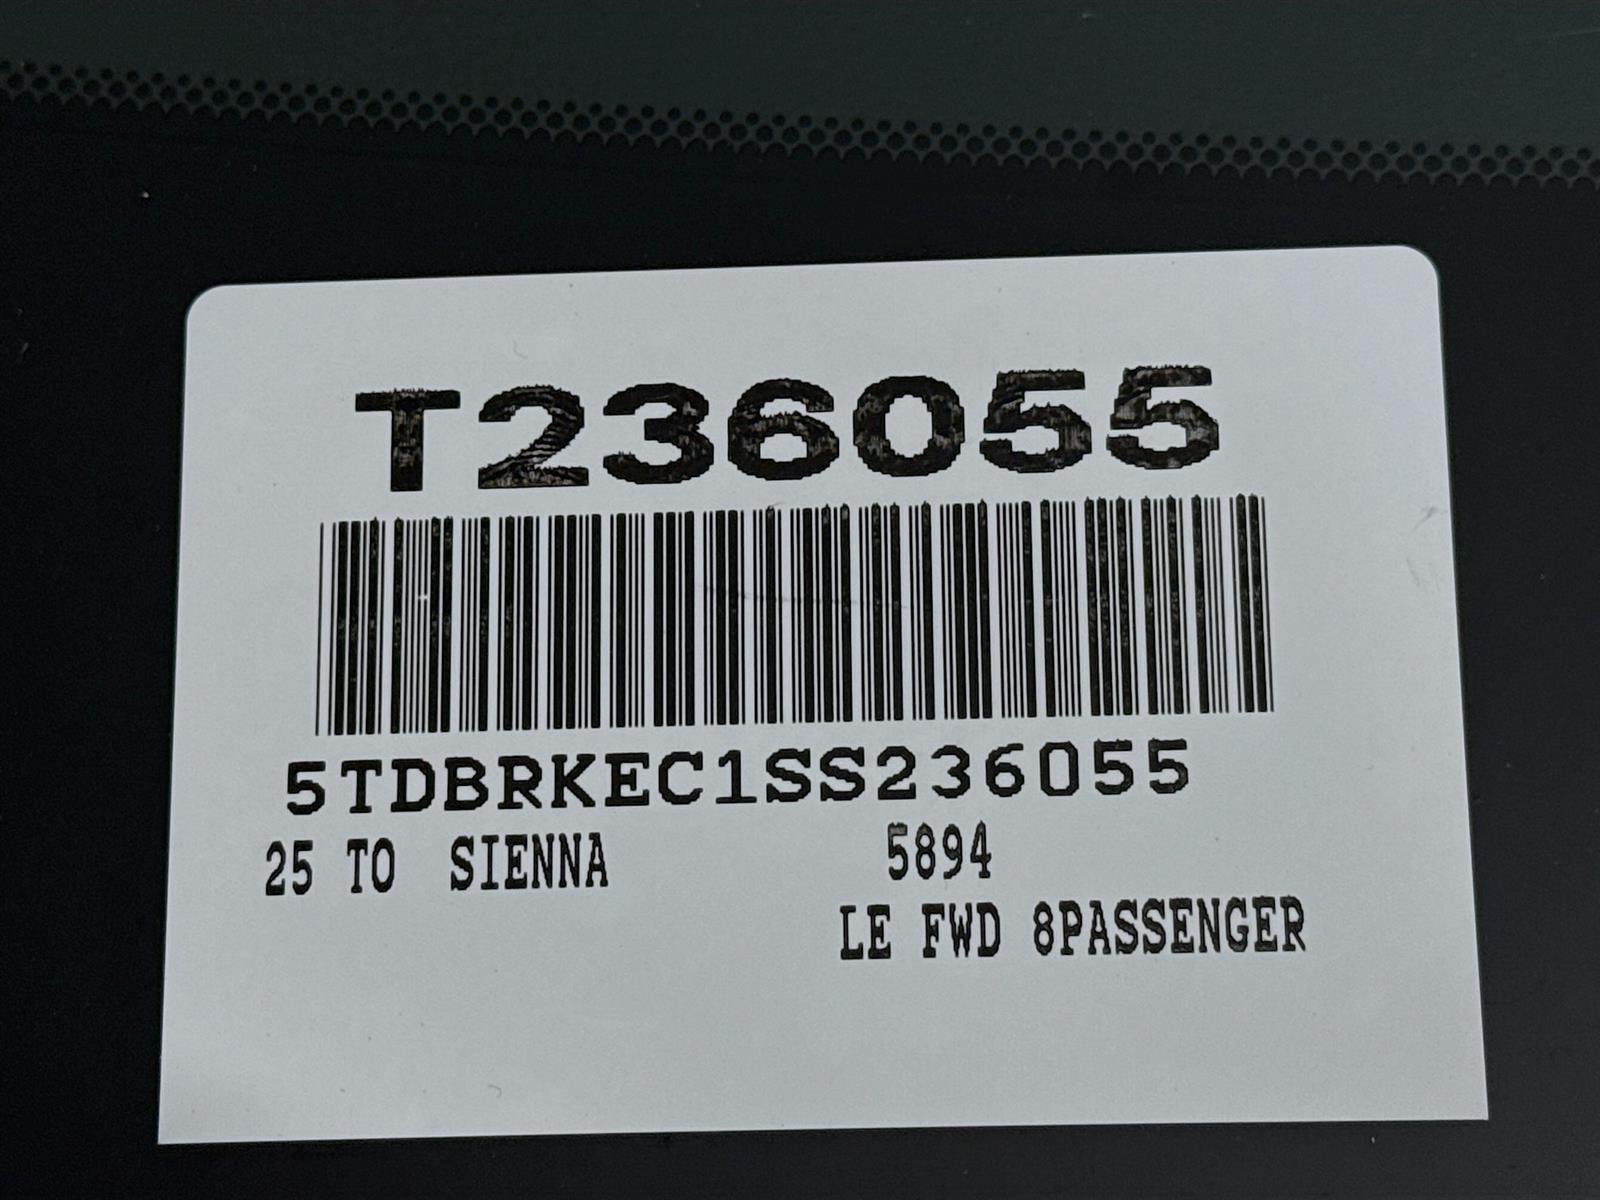 T236055
5TDBRKEC1SS236055
25 TO SIENNA 5894
LE FWD 8PASSENGER